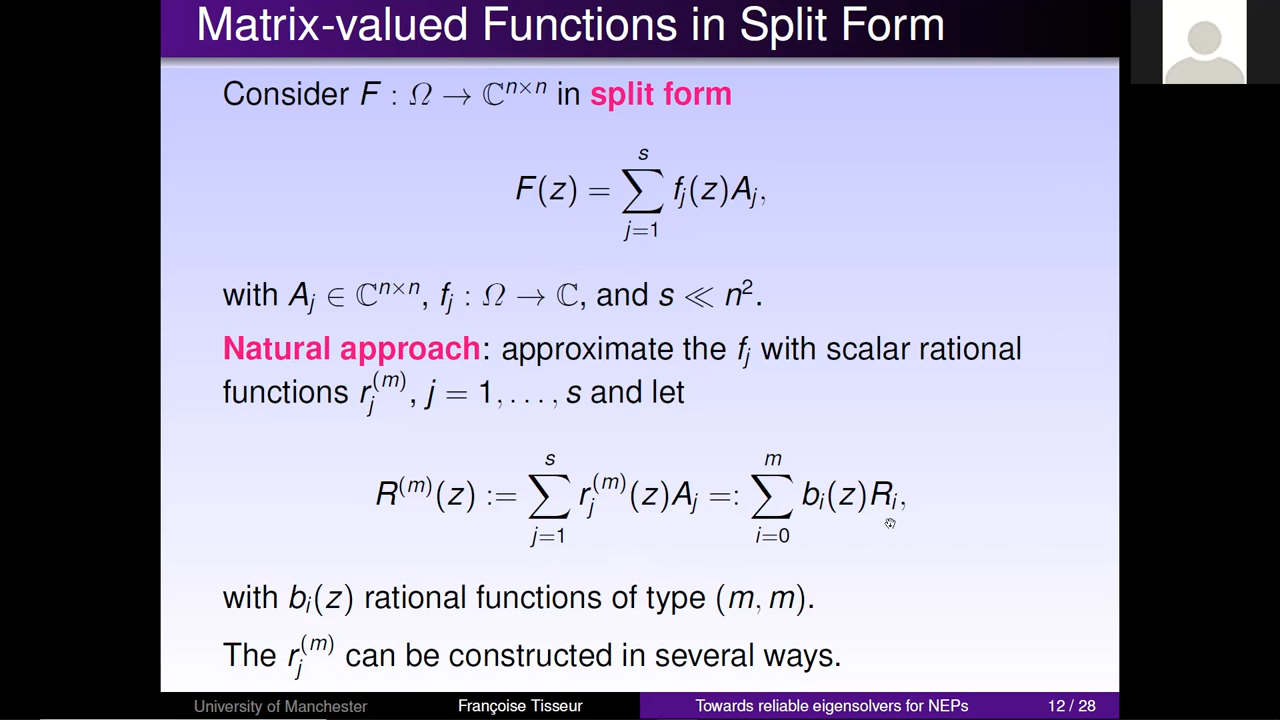 Matrix-valued Functions in Split Form
Consider F : Ω → ℂⁿˣⁿ in split form
F(z) = ∑_{j=1}^{s} f_j(z)A_j,
with A_j ∈ ℂⁿˣⁿ, f_j : Ω → ℂ, and s ≪ n².
Natural approach: approximate the f_j with scalar rational
functions r_j^{(m)}, j = 1, . . . , s and let
R^{(m)}(z) := ∑_{j=1}^{s} r_j^{(m)}(z)A_j =: ∑_{i=0}^{m} b_i(z)R_i,
with b_i(z) rational functions of type (m, m).
The r_j^{(m)} can be constructed in several ways.
University of Manchester Françoise Tisseur Towards reliable eigensolvers for NEPs 12 / 28